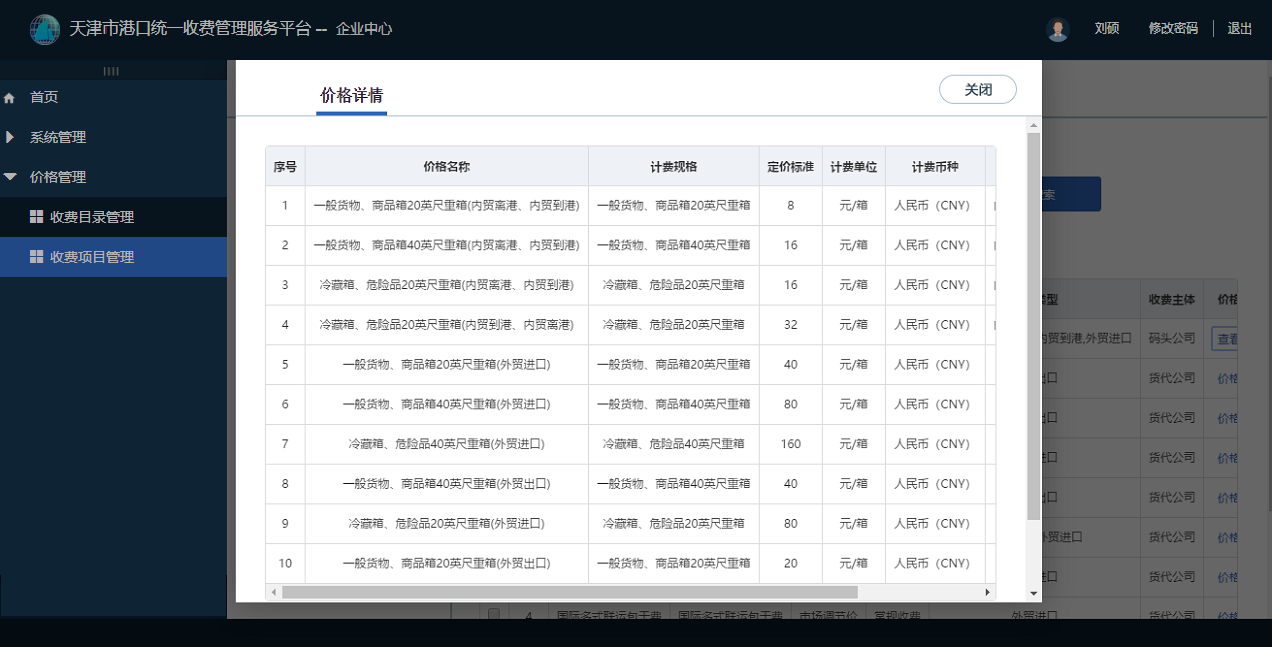 天津市港口统一收费管理服务平台 -- 企业中心 刘硕 修改密码 退出
首页
系统管理
价格管理
收费目录管理
收费项目管理
价格详情 关闭
序号 价格名称 计费规格 定价标准 计费单位 计费币种
1 一般货物、商品箱20英尺重箱(内贸离港、内贸到港) 一般货物、商品箱20英尺重箱 8 元/箱 人民币（CNY）
2 一般货物、商品箱40英尺重箱(内贸离港、内贸到港) 一般货物、商品箱40英尺重箱 16 元/箱 人民币（CNY）
3 冷藏箱、危险品20英尺重箱(内贸离港、内贸到港) 冷藏箱、危险品20英尺重箱 16 元/箱 人民币（CNY）
4 冷藏箱、危险品20英尺重箱(内贸到港、内贸离港) 冷藏箱、危险品20英尺重箱 32 元/箱 人民币（CNY）
5 一般货物、商品箱20英尺重箱(外贸进口) 一般货物、商品箱20英尺重箱 40 元/箱 人民币（CNY）
6 一般货物、商品箱40英尺重箱(外贸进口) 一般货物、商品箱40英尺重箱 80 元/箱 人民币（CNY）
7 冷藏箱、危险品40英尺重箱(外贸进口) 冷藏箱、危险品40英尺重箱 160 元/箱 人民币（CNY）
8 一般货物、商品箱40英尺重箱(外贸出口) 一般货物、商品箱40英尺重箱 40 元/箱 人民币（CNY）
9 冷藏箱、危险品20英尺重箱(外贸进口) 冷藏箱、危险品20英尺重箱 80 元/箱 人民币（CNY）
10 一般货物、商品箱20英尺重箱(外贸出口) 一般货物、商品箱20英尺重箱 20 元/箱 人民币（CNY）
索
型 收费主体 价格
贸到港,外贸进口 码头公司 查看
出口 货代公司 价格
出口 货代公司 价格
进口 货代公司 价格
出口 货代公司 价格
外贸进口 货代公司 价格
进口 货代公司 价格
4 国际多式联运包干费 国际多式联运包干费 市场调节价 常规收费 外贸进口 货代公司 价格